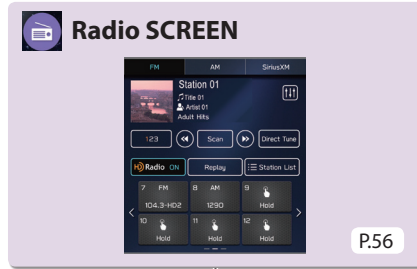 Radio SCREEN
FM AM SiriusXM
Station 01
Title 01
Artist 01
Adult Hits
123 Scan Direct Tune
HD Radio ON Replay Station List
7 FM 8 AM 9
104.3-HD2 1290 Hold
10 11 12
Hold Hold Hold
P.56